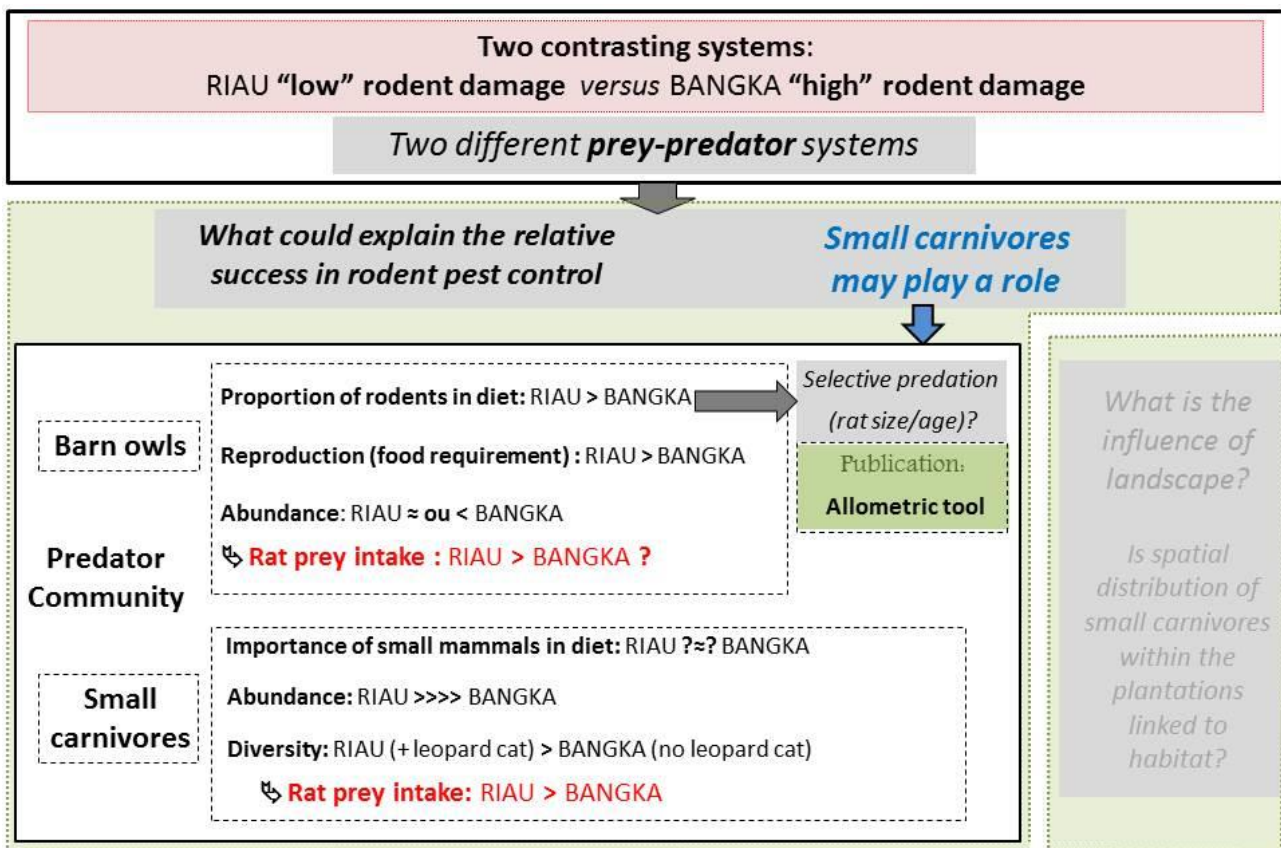 Two contrasting systems:
RIAU “low” rodent damage versus BANGKA “high” rodent damage
Two different prey-predator systems
What could explain the relative
success in rodent pest control
Small carnivores
may play a role
Predator
Community
Barn owls
Proportion of rodents in diet: RIAU > BANGKA
Reproduction (food requirement) : RIAU > BANGKA
Abundance: RIAU ≈ ou < BANGKA
Rat prey intake : RIAU > BANGKA ?
Selective predation
(rat size/age)?
Publication:
Allometric tool
Small
carnivores
Importance of small mammals in diet: RIAU ?≈? BANGKA
Abundance: RIAU >>>> BANGKA
Diversity: RIAU (+ leopard cat) > BANGKA (no leopard cat)
Rat prey intake: RIAU > BANGKA
What is the
influence of
landscape?
Is spatial
distribution of
small carnivores
within the
plantations
linked to
habitat?